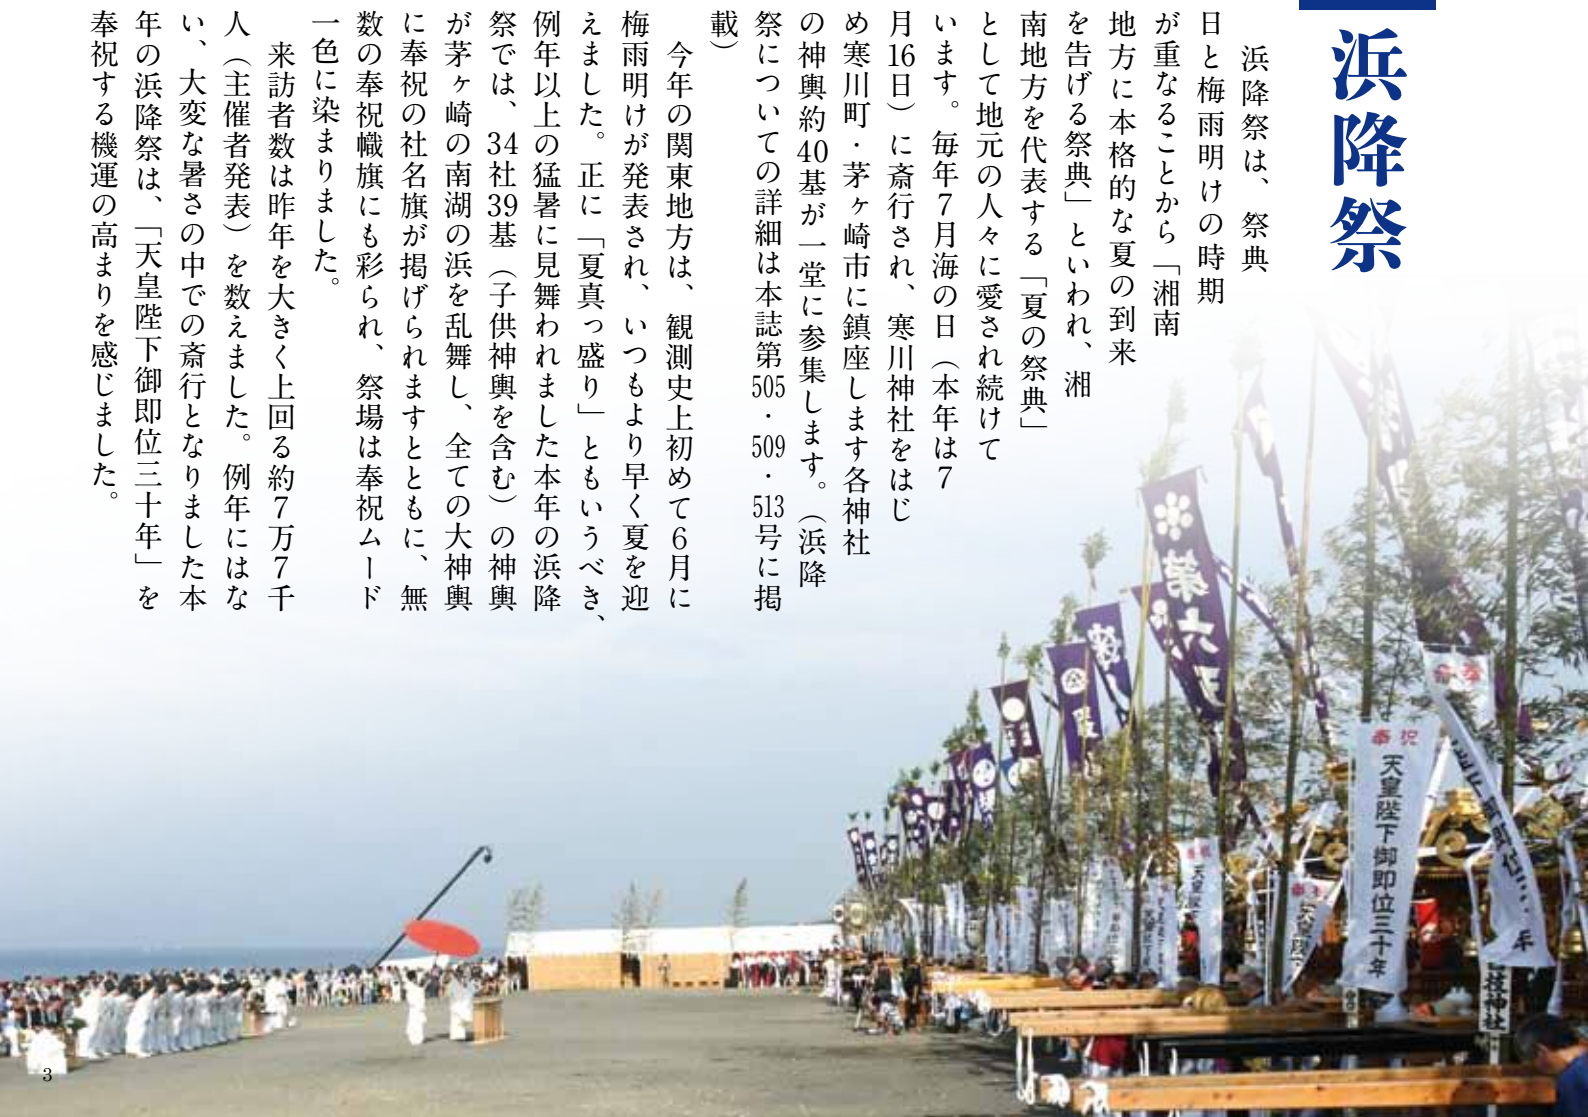 浜降祭
浜降祭は、祭典
日と梅雨明けの時期
が重なることから「湘南
地方に本格的な夏の到来
を告げる祭典」といわれ、湘
南地方を代表する「夏の祭典」
として地元の人々に愛され続けて
います。毎年7月海の日（本年は7
月16日）に斎行され、寒川神社をはじ
め寒川町・茅ヶ崎市に鎮座します各神社
の神輿約40基が一堂に参集します。（浜降
祭についての詳細は本誌第505・509・513号に掲
載）
今年の関東地方は、観測史上初めて6月に
梅雨明けが発表され、いつもより早く夏を迎
えました。正に「夏真っ盛り」ともいうべき、
例年以上の猛暑に見舞われました本年の浜降
祭では、34社39基（子供神輿を含む）の神輿
が茅ヶ崎の南湖の浜を乱舞し、全ての大神輿
に奉祝の社名旗が掲げられますとともに、無
数の奉祝幟旗にも彩られ、祭場は奉祝ムード
一色に染まりました。
来訪者数は昨年を大きく上回る約7万7千
人（主催者発表）を数えました。例年にはな
い、大変な暑さの中での斎行となりました本
年の浜降祭は、「天皇陛下御即位三十年」を
奉祝する機運の高まりを感じました。
第六天
奉祝
天皇陛下御即位三十年
3